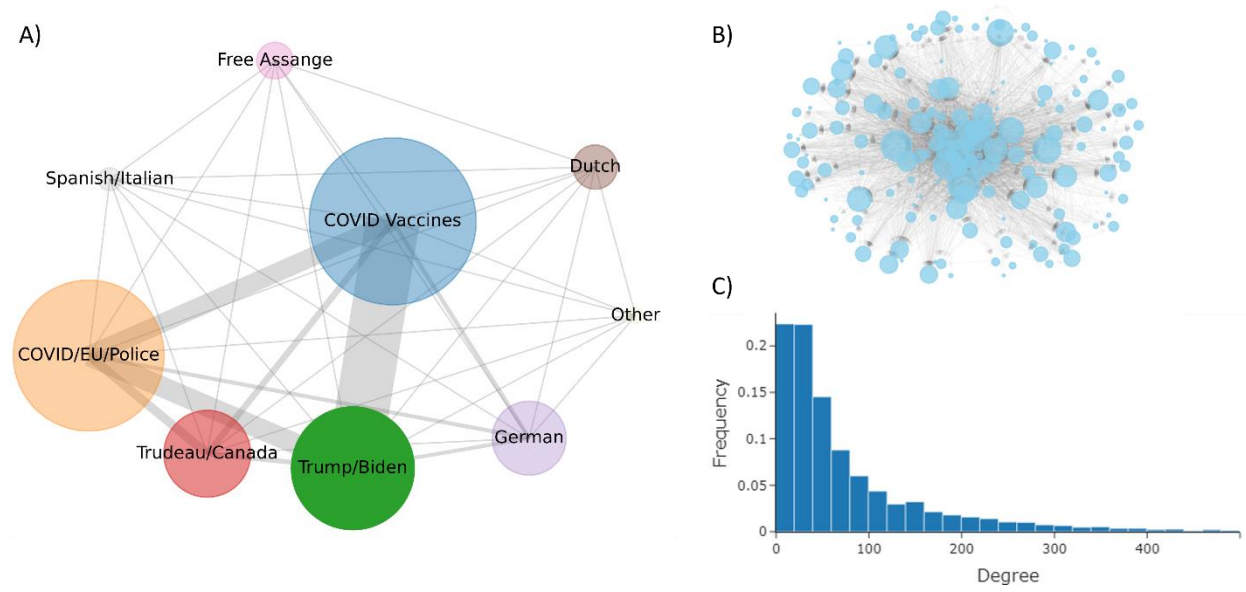 A)
Free Assange
Spanish/Italian
COVID Vaccines
Dutch
Other
COVID/EU/Police
Trudeau/Canada
Trump/Biden
German
B)
C)
Frequency
0.2
0.15
0.1
0.05
0
0
100
200
300
400
Degree